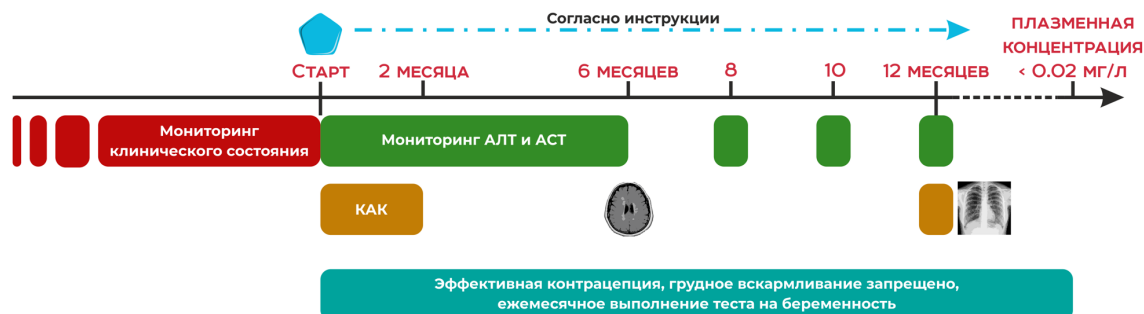 Согласно инструкции
ПЛАЗМЕННАЯ
КОНЦЕНТРАЦИЯ
< 0.02 МГ/Л
СТАРТ
2 МЕСЯЦА
6 МЕСЯЦЕВ
8
10
12 МЕСЯЦЕВ
Мониторинг
клинического состояния
Мониторинг АЛТ и АСТ
КАК
Эффективная контрацепция, грудное вскармливание запрещено,
ежемесячное выполнение теста на беременность